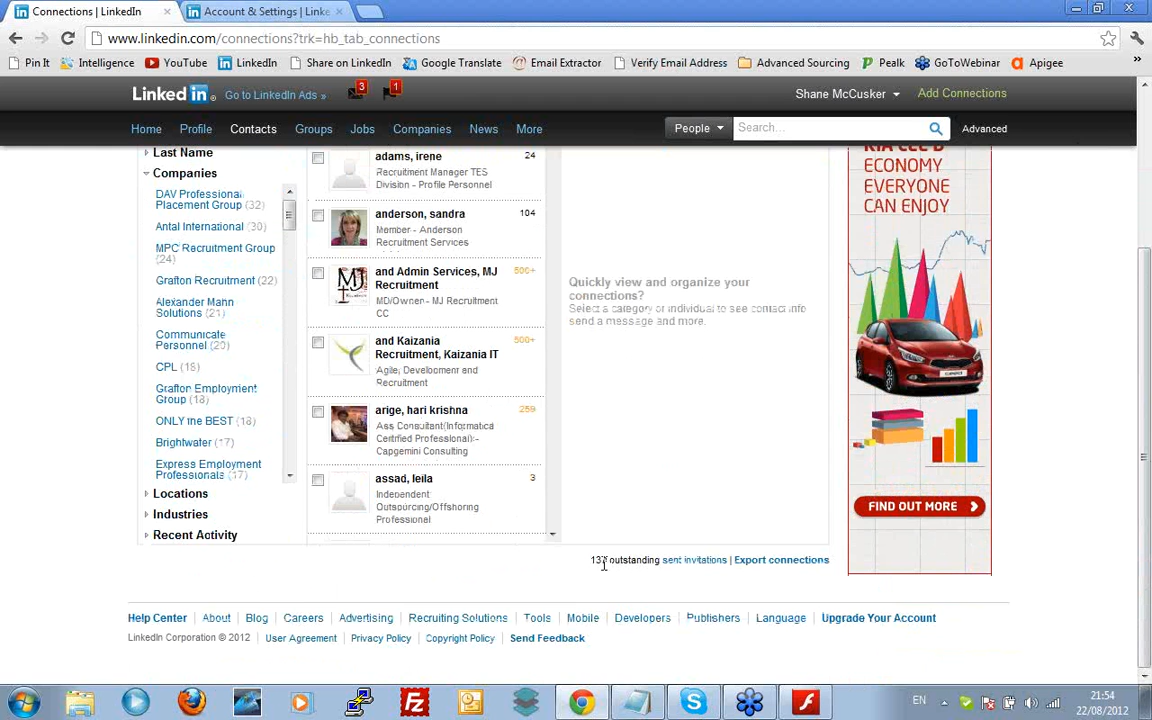 Connections | LinkedIn
Account & Settings | Linke
www.linkedin.com/connections?trk=hb_tab_connections
Pin It
Intelligence
YouTube
LinkedIn
Share on LinkedIn
Google Translate
Email Extractor
Verify Email Address
Advanced Sourcing
Pealk
GoToWebinar
Apigee
»
Linked in
Go to LinkedIn Ads »
3
1
Shane McCusker
Add Connections
Home
Profile
Contacts
Groups
Jobs
Companies
News
More
People
Search...
Advanced
Last Name
Companies
DAV Professional
Placement Group (32)
Antal International (30)
MPC Recruitment Group
(24)
Grafton Recruitment (22)
Alexander Mann
Solutions (21)
Communicate
Personnel (20)
CPL (18)
Grafton Employment
Group (18)
ONLY the BEST (18)
Brightwater (17)
Express Employment
Professionals (17)
Locations
Industries
Recent Activity
adams, irene
24
Recruitment Manager TES
Division - Profile Personnel
anderson, sandra
104
Member - Anderson
Recruitment Services
and Admin Services, MJ
Recruitment
500+
MD/Owner - MJ Recruitment
CC
and Kaizania
Recruitment, Kaizania IT
500+
Agile, Development and
Recruitment
arige, hari krishna
259
Ass Consultant(Informatica
Certified Professional):-
Capgemini Consulting
assad, leila
3
Independent
Outsourcing/Offshoring
Professional
Quickly view and organize your
connections?
Select a category or individual to see contact info
send a message and more.
KIA CEE'D
ECONOMY
EVERYONE
CAN ENJOY
FIND OUT MORE
outstanding sent invitations | Export connections
Help Center
About
Blog
Careers
Advertising
Recruiting Solutions
Tools
Mobile
Developers
Publishers
Language
Upgrade Your Account
LinkedIn Corporation © 2012
User Agreement
Privacy Policy
Copyright Policy
Send Feedback
EN
21:54
22/08/2012